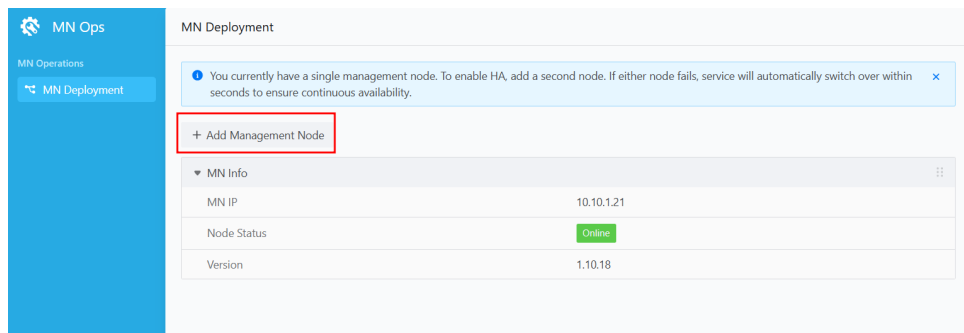 MN Ops
MN Deployment
MN Operations
MN Deployment
You currently have a single management node. To enable HA, add a second node. If either node fails, service will automatically switch over within
seconds to ensure continuous availability.
+ Add Management Node
MN Info
MN IP 10.10.1.21
Node Status Online
Version 1.10.18